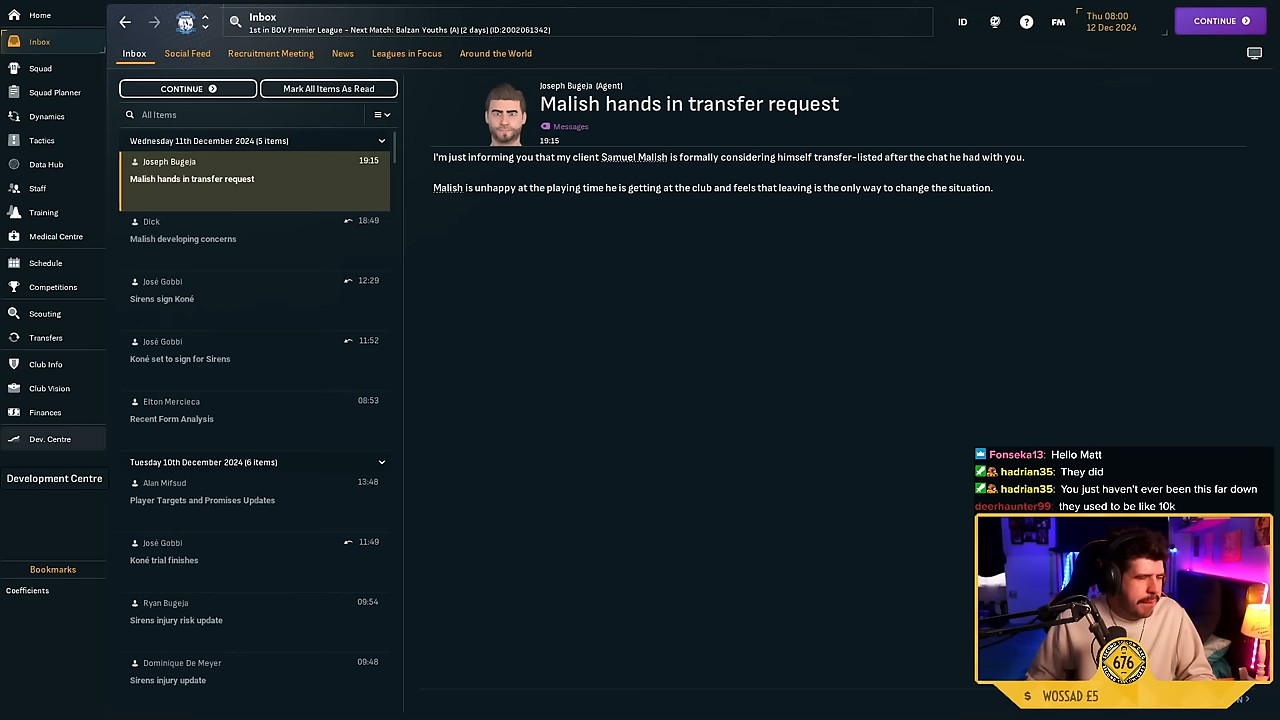 Home
Inbox
1st in BOV Premier League - Next Match: Balzan Youths (A) (2 days) (ID:2002061342)
ID
FM
Thu 08:00
12 Dec 2024
CONTINUE
Inbox
Squad
Squad Planner
Dynamics
Tactics
Data Hub
Staff
Training
Medical Centre
Schedule
Competitions
Scouting
Transfers
Club Info
Club Vision
Finances
Dev. Centre
Development Centre
Bookmarks
Coefficients
Inbox Social Feed Recruitment Meeting News Leagues in Focus Around the World
CONTINUE Mark All Items As Read
All Items
Wednesday 11th December 2024 (5 items)
Joseph Bugeja 19:15
Malish hands in transfer request
Dick 18:49
Malish developing concerns
José Gobbi 12:29
Sirens sign Koné
José Gobbi 11:52
Koné set to sign for Sirens
Elton Mercieca 08:53
Recent Form Analysis
Tuesday 10th December 2024 (6 items)
Alan Mifsud 13:48
Player Targets and Promises Updates
José Gobbi 11:49
Koné trial finishes
Ryan Bugeja 09:54
Sirens injury risk update
Dominique De Meyer 09:48
Sirens injury update
Joseph Bugeja (Agent)
Malish hands in transfer request
Messages
19:15
I'm just informing you that my client Samuel Malish is formally considering himself transfer-listed after the chat he had with you.
Malish is unhappy at the playing time he is getting at the club and feels that leaving is the only way to change the situation.
Fonseka13: Hello Matt
hadrian35: They did
hadrian35: You just haven't ever been this far down
deerhaunter99: they used to be like 10k
676
$ WOSSAD £5